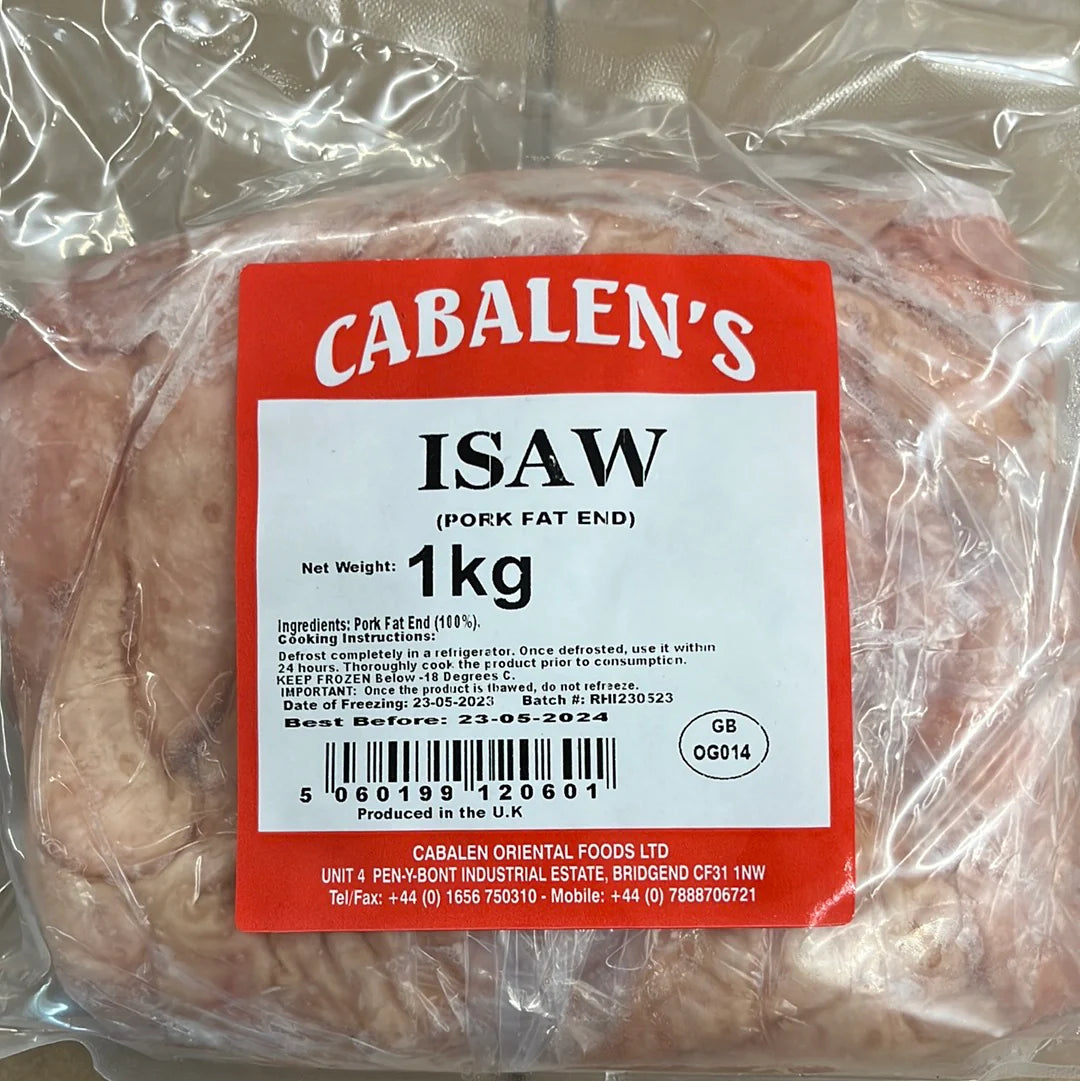 CABALEN'S
ISAW
(PORK FAT END)
Net Weight: 1kg
Ingredients: Pork Fat End (100%).
Cooking Instructions:
Defrost completely in a refrigerator. Once defrosted, use it within
24 hours. Thoroughly cook the product prior to consumption.
KEEP FROZEN Below -18 Degrees C.
IMPORTANT: Once the product is thawed, do not refreeze.
Date of Freezing: 23-05-2023 Batch #: RHI230523
Best Before: 23-05-2024
GB
OG014
5 060199 120601
Produced in the U.K
CABALEN ORIENTAL FOODS LTD
UNIT 4 PEN-Y-BONT INDUSTRIAL ESTATE, BRIDGEND CF31 1NW
Tel/Fax: +44 (0) 1656 750310 - Mobile: +44 (0) 7888706721